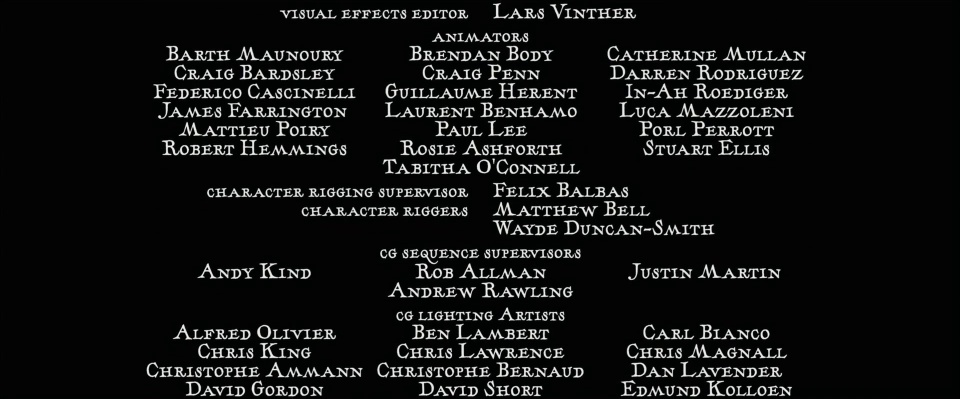 VISUAL EFFECTS EDITOR LARS VINTHER
ANIMATORS
BARTH MAUNOURY BRENDAN BODY CATHERINE MULLAN
CRAIG BARDSLEY CRAIG PENN DARREN RODRIGUEZ
FEDERICO CASCINELLI GUILLAUME HERENT IN-AH ROEDIGER
JAMES FARRINGTON LAURENT BENHAMO LUCA MAZZOLENI
MATTIEU POIRY PAUL LEE PORL PERROTT
ROBERT HEMMINGS ROSIE ASHFORTH STUART ELLIS
TABITHA O'CONNELL
CHARACTER RIGGING SUPERVISOR FELIX BALBAS
CHARACTER RIGGERS MATTHEW BELL
WAYDE DUNCAN-SMITH
CG SEQUENCE SUPERVISORS
ANDY KIND ROB ALLMAN JUSTIN MARTIN
ANDREW RAWLING
CG LIGHTING ARTISTS
ALFRED OLIVIER BEN LAMBERT CARL BIANCO
CHRIS KING CHRIS LAWRENCE CHRIS MAGNALL
CHRISTOPHE AMMANN CHRISTOPHE BERNAUD DAN LAVENDER
DAVID GORDON DAVID SHORT EDMUND KOLLOEN